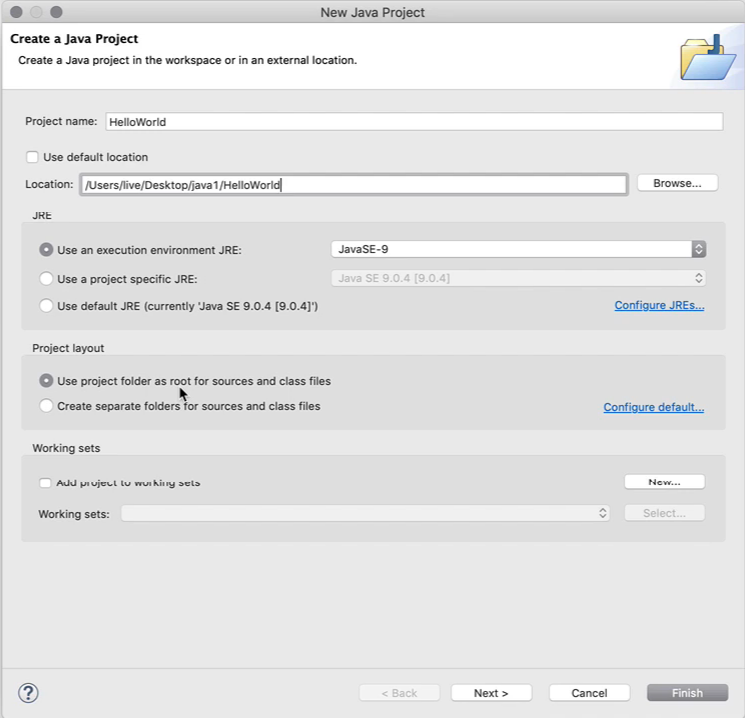 New Java Project
Create a Java Project
Create a Java project in the workspace or in an external location.
Project name: HelloWorld
Use default location
Location: /Users/live/Desktop/java1/HelloWorld Browse...
JRE
Use an execution environment JRE: JavaSE-9
Use a project specific JRE: Java SE 9.0.4 [9.0.4]
Use default JRE (currently 'Java SE 9.0.4 [9.0.4]') Configure JREs...
Project layout
Use project folder as root for sources and class files
Create separate folders for sources and class files Configure default...
Working sets
Add project to working sets New...
Working sets: Select...
? < Back Next > Cancel Finish